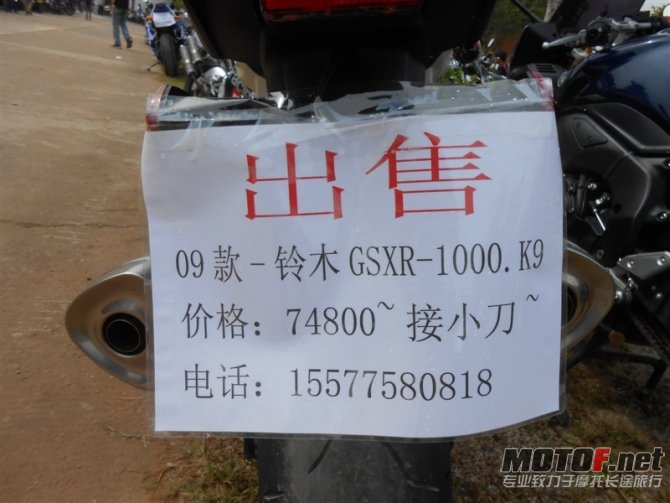 出售
09款-铃木GSXR-1000.K9
价格：74800~接小刀~
电话：15577580818
MOTOF.net
专业致力于摩托长途旅行